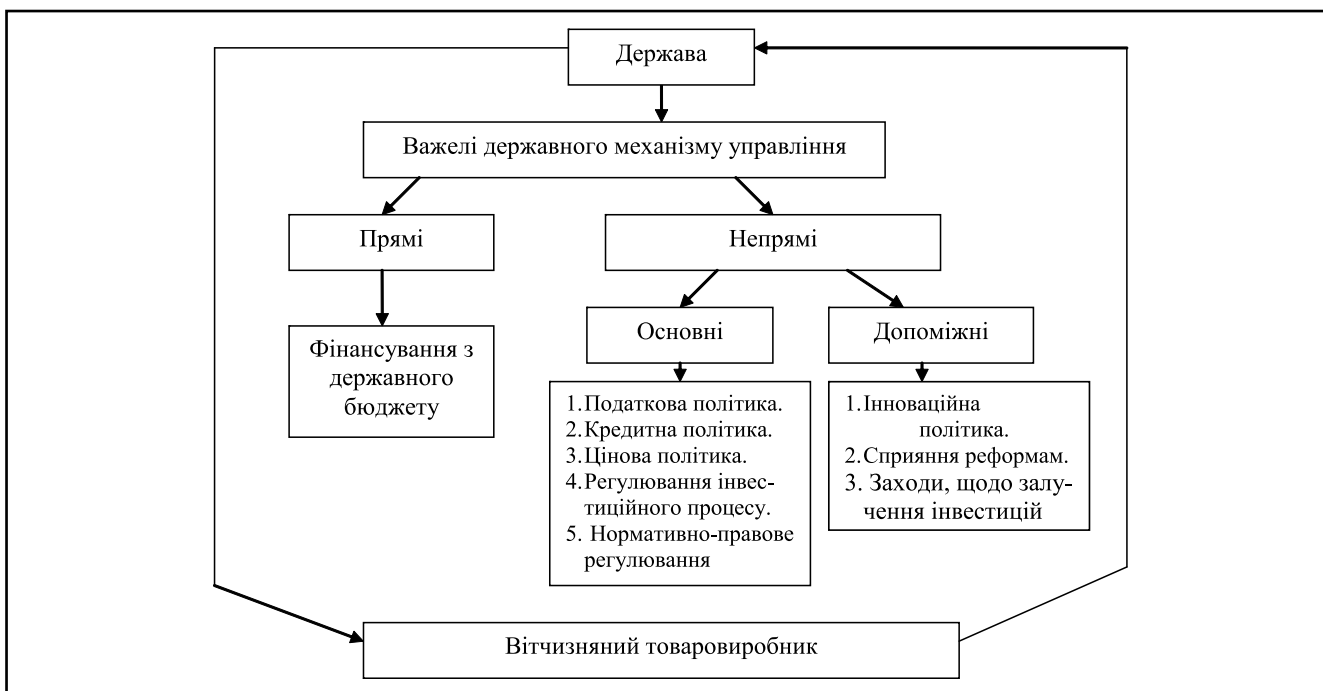 Держава
Важелі державного механізму управління
Прямі
Непрямі
Фінансування з
державного
бюджету
Основні
Допоміжні
1.Податкова політика.
2.Кредитна політика.
3.Цінова політика.
4.Регулювання інвес-
тиційного процесу.
5. Нормативно-правове
регулювання
1.Інноваційна
політика.
2.Сприяння реформам.
3. Заходи, щодо залу-
чення інвестицій
Вітчизняний товаровиробник